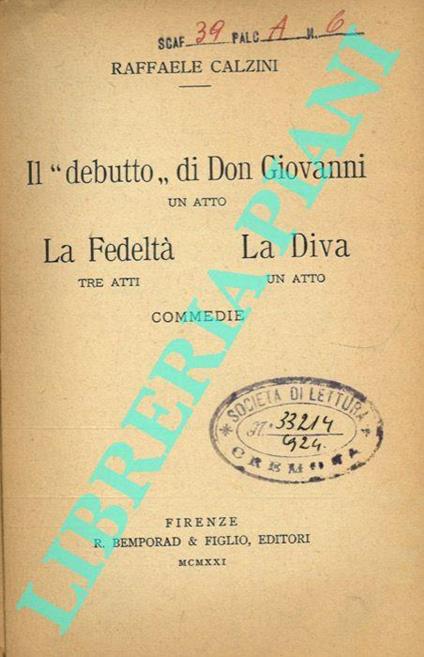 SCAF. 39 PALC. A N. 6
RAFFAELE CALZINI
Il “debutto„ di Don Giovanni
UN ATTO
La Fedeltà La Diva
TRE ATTI UN ATTO
COMMEDIE
SOCIETÀ DI LETTURA
N. 33214
924
CREMONA
FIRENZE
R. BEMPORAD & FIGLIO, EDITORI
MCMXXI
LIBRERIA PIANI